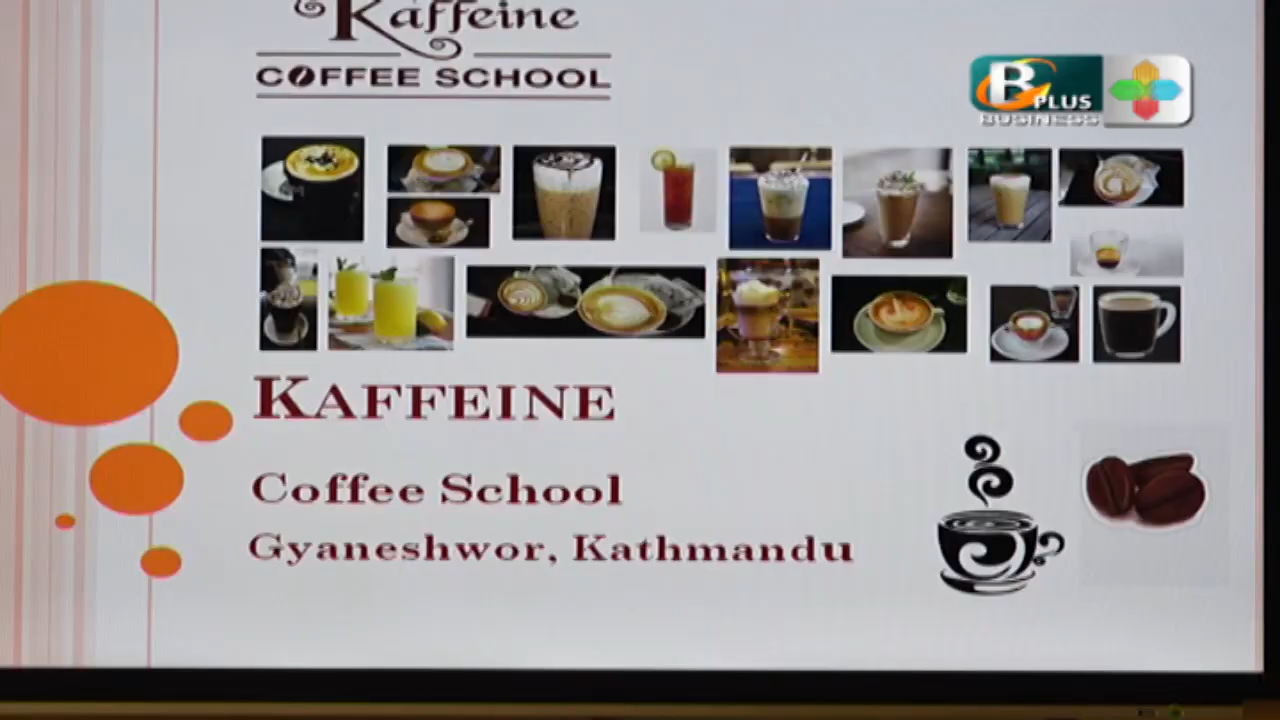 Kaffeine
COFFEE SCHOOL
B PLUS
BUSINESS
KAFFEINE
Coffee School
Gyaneshwor, Kathmandu